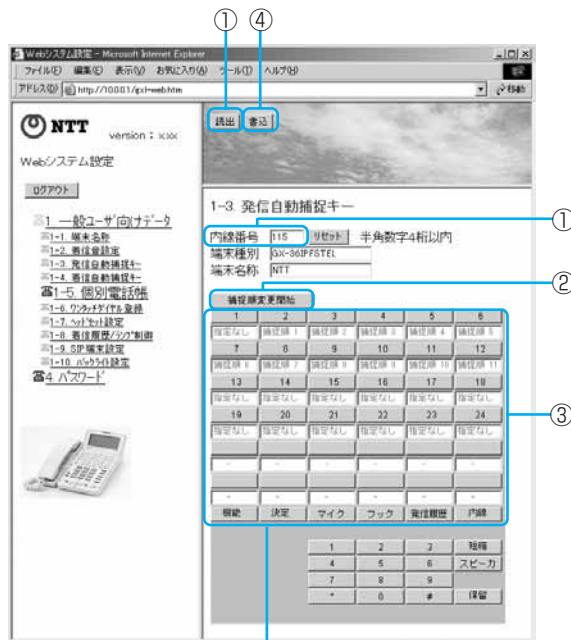 ① ④
Webシステム設定 - Microsoft Internet Explorer
ファイル(F) 編集(E) 表示(V) お気に入り(A) ツール(T) ヘルプ(H)
アドレス(D) http://10.0.0.1/gxl-web.htm 移動
NTT version : x.xx
読出 書込
Webシステム設定
ログアウト
1 一般ユーザ向けデータ
1-1. 端末名称
1-2. 着信音設定
1-3. 発信自動捕捉キー
1-4. 着信自動捕捉キー
1-5. 個別電話帳
1-6. ワンタッチダイヤル登録
1-7. ヘッドセット設定
1-8. 着信履歴/ランプ制御
1-9. SIP端末設定
1-10. バックライト設定
4 パスワード
1-3. 発信自動捕捉キー
①
内線番号 115 リセット 半角数字4桁以内
端末種別 GX-36IPFSTEL
端末名称 NTT
②
捕捉順変更開始
1 2 3 4 5 6
指定なし 捕捉順 1 捕捉順 2 捕捉順 3 捕捉順 4 捕捉順 5
7 8 9 10 11 12
捕捉順 6 捕捉順 7 捕捉順 8 捕捉順 9 捕捉順 10 捕捉順 11
③
13 14 15 16 17 18
指定なし 指定なし 指定なし 指定なし 指定なし 指定なし
19 20 21 22 23 24
指定なし 指定なし 指定なし 指定なし 指定なし 指定なし
- - - - - -
- - - - - -
機能 決定 マイク フック 発信履歴 内線
1 2 3 短縮
4 5 6 スピーカ
7 8 9
* 0 # 保留